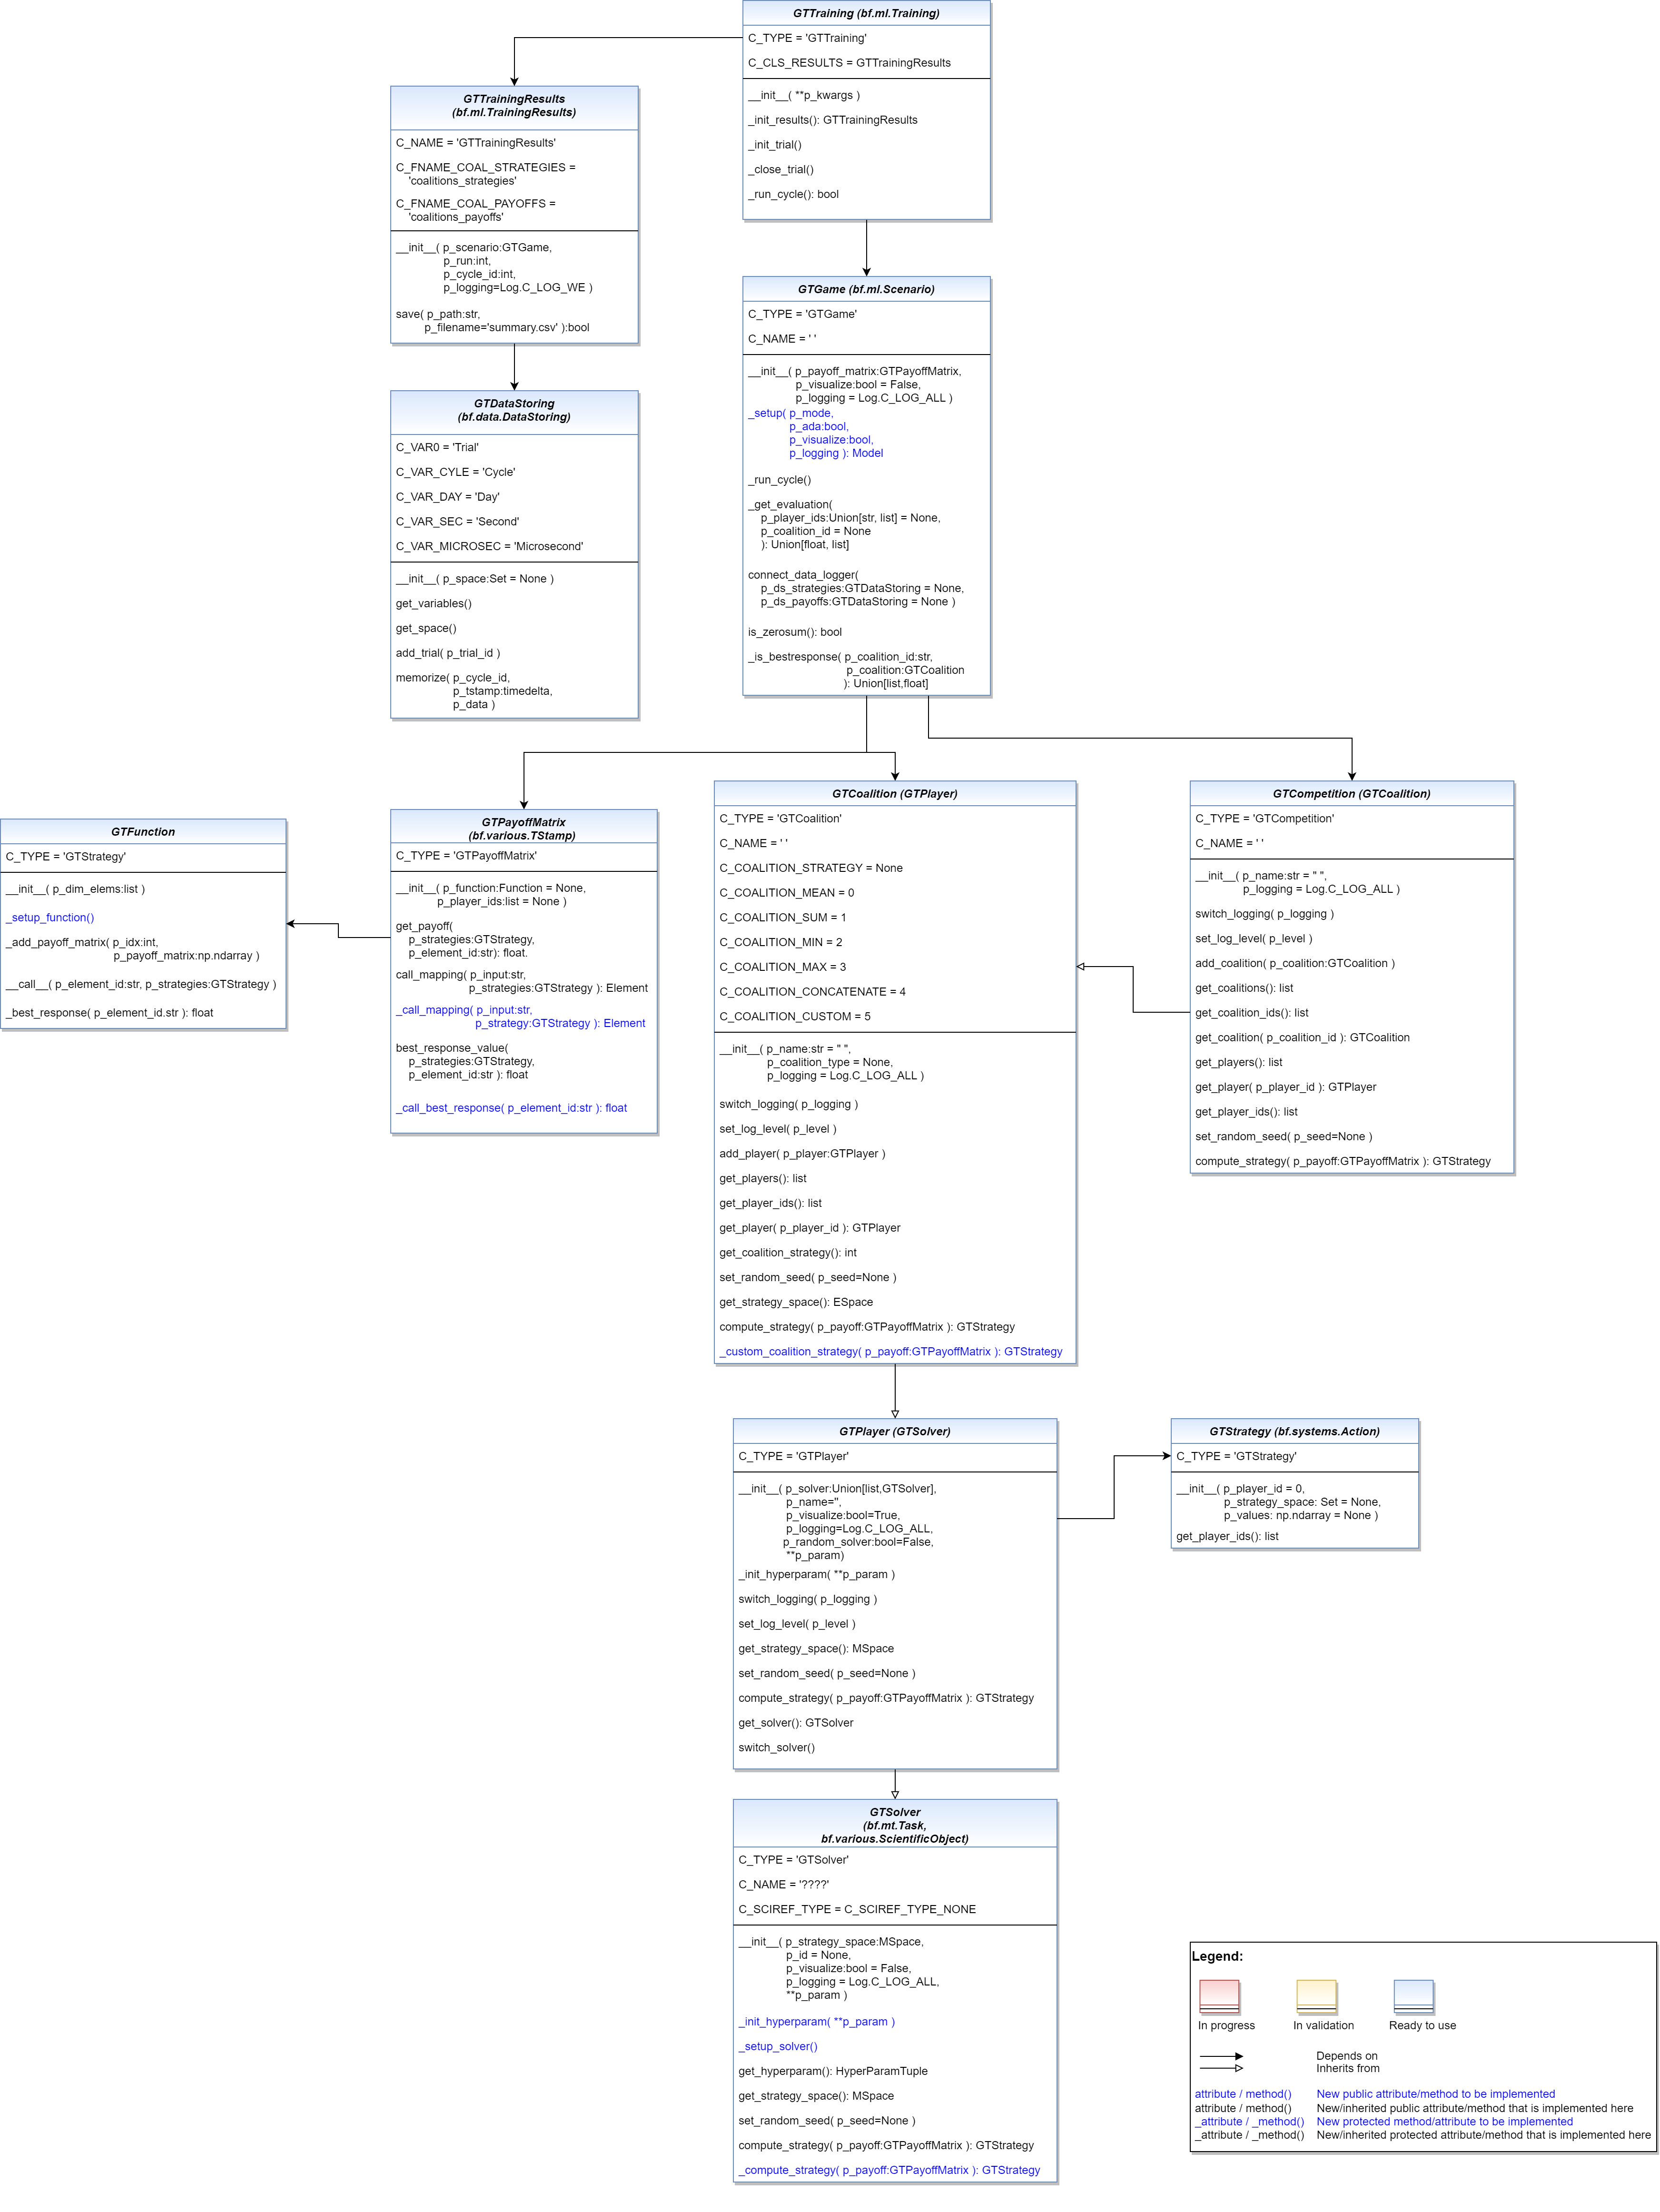 GTTraining (bf.ml.Training)
C_TYPE = 'GTTraining'
C_CLS_RESULTS = GTTrainingResults
__init__( **p_kwargs )
_init_results(): GTTrainingResults
_init_trial()
_close_trial()
_run_cycle(): bool
GTTrainingResults
(bf.ml.TrainingResults)
C_NAME = 'GTTrainingResults'
C_FNAME_COAL_STRATEGIES =
'coalitions_strategies'
C_FNAME_COAL_PAYOFFS =
'coalitions_payoffs'
__init__( p_scenario:GTGame,
p_run:int,
p_cycle_id:int,
p_logging=Log.C_LOG_WE )
save( p_path:str,
p_filename='summary.csv' ):bool
GTGame (bf.ml.Scenario)
C_TYPE = 'GTGame'
C_NAME = ' '
__init__( p_payoff_matrix:GTPayoffMatrix,
p_visualize:bool = False,
p_logging = Log.C_LOG_ALL )
_setup( p_mode,
p_ada:bool,
p_visualize:bool,
p_logging ): Model
_run_cycle()
_get_evaluation(
p_player_ids:Union[str, list] = None,
p_coalition_id = None
): Union[float, list]
connect_data_logger(
p_ds_strategies:GTDataStoring = None,
p_ds_payoffs:GTDataStoring = None )
is_zerosum(): bool
_is_bestresponse( p_coalition_id:str,
p_coalition:GTCoalition
): Union[list,float]
GTDataStoring
(bf.data.DataStoring)
C_VAR0 = 'Trial'
C_VAR_CYLE = 'Cycle'
C_VAR_DAY = 'Day'
C_VAR_SEC = 'Second'
C_VAR_MICROSEC = 'Microsecond'
__init__( p_space:Set = None )
get_variables()
get_space()
add_trial( p_trial_id )
memorize( p_cycle_id,
p_tstamp:timedelta,
p_data )
GTFunction
C_TYPE = 'GTStrategy'
__init__( p_dim_elems:list )
_setup_function()
_add_payoff_matrix( p_idx:int,
p_payoff_matrix:np.ndarray )
__call__( p_element_id:str, p_strategies:GTStrategy )
_best_response( p_element_id.str ): float
GTPayoffMatrix
(bf.various.TStamp)
C_TYPE = 'GTPayoffMatrix'
__init__( p_function:Function = None,
p_player_ids:list = None )
get_payoff(
p_strategies:GTStrategy,
p_element_id:str): float.
call_mapping( p_input:str,
p_strategies:GTStrategy ): Element
_call_mapping( p_input:str,
p_strategy:GTStrategy ): Element
best_response_value(
p_strategies:GTStrategy,
p_element_id:str ): float
_call_best_response( p_element_id:str ): float
GTCoalition (GTPlayer)
C_TYPE = 'GTCoalition'
C_NAME = ' '
C_COALITION_STRATEGY = None
C_COALITION_MEAN = 0
C_COALITION_SUM = 1
C_COALITION_MIN = 2
C_COALITION_MAX = 3
C_COALITION_CONCATENATE = 4
C_COALITION_CUSTOM = 5
__init__( p_name:str = " ",
p_coalition_type = None,
p_logging = Log.C_LOG_ALL )
switch_logging( p_logging )
set_log_level( p_level )
add_player( p_player:GTPlayer )
get_players(): list
get_player_ids(): list
get_player( p_player_id ): GTPlayer
get_coalition_strategy(): int
set_random_seed( p_seed=None )
get_strategy_space(): ESpace
compute_strategy( p_payoff:GTPayoffMatrix ): GTStrategy
_custom_coalition_strategy( p_payoff:GTPayoffMatrix ): GTStrategy
GTCompetition (GTCoalition)
C_TYPE = 'GTCompetition'
C_NAME = ' '
__init__( p_name:str = " ",
p_logging = Log.C_LOG_ALL )
switch_logging( p_logging )
set_log_level( p_level )
add_coalition( p_coalition:GTCoalition )
get_coalitions(): list
get_coalition_ids(): list
get_coalition( p_coalition_id ): GTCoalition
get_players(): list
get_player( p_player_id ): GTPlayer
get_player_ids(): list
set_random_seed( p_seed=None )
compute_strategy( p_payoff:GTPayoffMatrix ): GTStrategy
GTPlayer (GTSolver)
C_TYPE = 'GTPlayer'
__init__( p_solver:Union[list,GTSolver],
p_name='',
p_visualize:bool=True,
p_logging=Log.C_LOG_ALL,
p_random_solver:bool=False,
**p_param)
_init_hyperparam( **p_param )
switch_logging( p_logging )
set_log_level( p_level )
get_strategy_space(): MSpace
set_random_seed( p_seed=None )
compute_strategy( p_payoff:GTPayoffMatrix ): GTStrategy
get_solver(): GTSolver
switch_solver()
GTStrategy (bf.systems.Action)
C_TYPE = 'GTStrategy'
__init__( p_player_id = 0,
p_strategy_space: Set = None,
p_values: np.ndarray = None )
get_player_ids(): list
GTSolver
(bf.mt.Task,
bf.various.ScientificObject)
C_TYPE = 'GTSolver'
C_NAME = '????'
C_SCIREF_TYPE = C_SCIREF_TYPE_NONE
__init__( p_strategy_space:MSpace,
p_id = None,
p_visualize:bool = False,
p_logging = Log.C_LOG_ALL,
**p_param )
_init_hyperparam( **p_param )
_setup_solver()
get_hyperparam(): HyperParamTuple
get_strategy_space(): MSpace
set_random_seed( p_seed=None )
compute_strategy( p_payoff:GTPayoffMatrix ): GTStrategy
_compute_strategy( p_payoff:GTPayoffMatrix ): GTStrategy
Legend:
In progress
In validation
Ready to use
Depends on
Inherits from
attribute / method() New public attribute/method to be implemented
attribute / method() New/inherited public attribute/method that is implemented here
_attribute / _method() New protected method/attribute to be implemented
_attribute / _method() New/inherited protected attribute/method that is implemented here